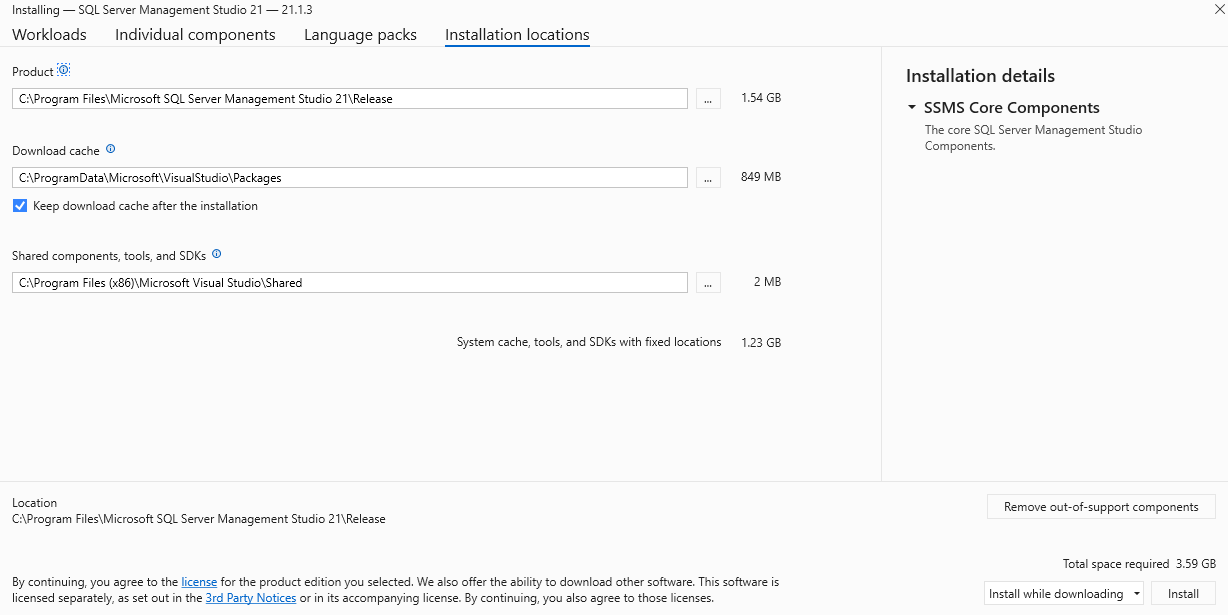 Installing — SQL Server Management Studio 21 — 21.1.3
Workloads Individual components Language packs Installation locations
Product
C:\Program Files\Microsoft SQL Server Management Studio 21\Release ... 1.54 GB
Download cache
C:\ProgramData\Microsoft\VisualStudio\Packages ... 849 MB
Keep download cache after the installation
Shared components, tools, and SDKs
C:\Program Files (x86)\Microsoft Visual Studio\Shared ... 2 MB
System cache, tools, and SDKs with fixed locations 1.23 GB
Installation details
SSMS Core Components
The core SQL Server Management Studio
Components.
Location
C:\Program Files\Microsoft SQL Server Management Studio 21\Release
Remove out-of-support components
Total space required 3.59 GB
By continuing, you agree to the license for the product edition you selected. We also offer the ability to download other software. This software is
licensed separately, as set out in the 3rd Party Notices or in its accompanying license. By continuing, you also agree to those licenses.
Install while downloading Install